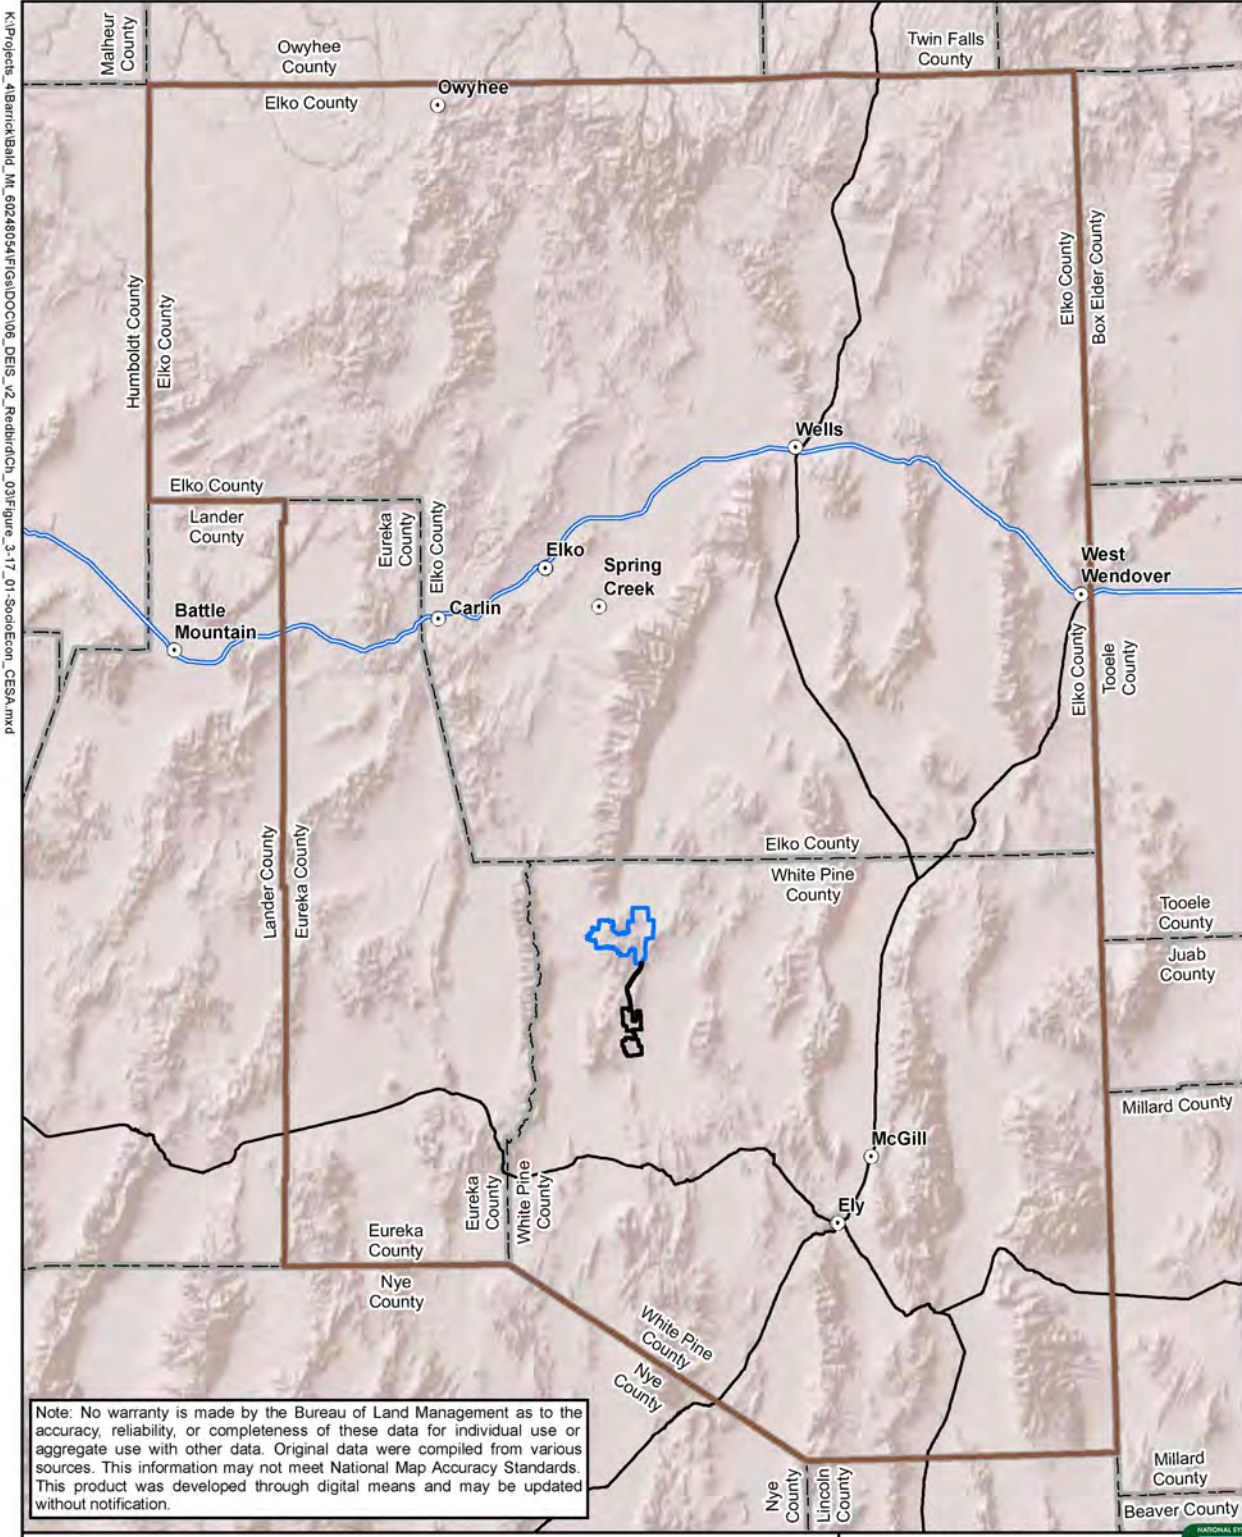 K:\Projects_4\Barrick\Bald_Mt_60248054\FIGs\DOC\06_DEIS_v2_Redbird\Ch_03\Figure_3-17_01-SocioEcon_CESA.mxd
Malheur
County
Owyhee
County
Twin Falls
County
Elko County
Owyhee
Humboldt County
Elko County
Elko County
Box Elder County
Wells
Elko County
Lander
County
Eureka
County
Elko County
Elko
Spring
Creek
West
Wendover
Battle
Mountain
Carlin
Elko County
Tooele
County
Lander County
Eureka County
Elko County
White Pine
County
Tooele
County
Juab
County
Millard County
McGill
Eureka
County
White Pine
County
Ely
Eureka
County
Nye
County
White Pine
County
Nye
County
Note: No warranty is made by the Bureau of Land Management as to the
accuracy, reliability, or completeness of these data for individual use or
aggregate use with other data. Original data were compiled from various
sources. This information may not meet National Map Accuracy Standards.
This product was developed through digital means and may be updated
without notification.
Nye
County
Lincoln
County
Millard
County
Beaver County